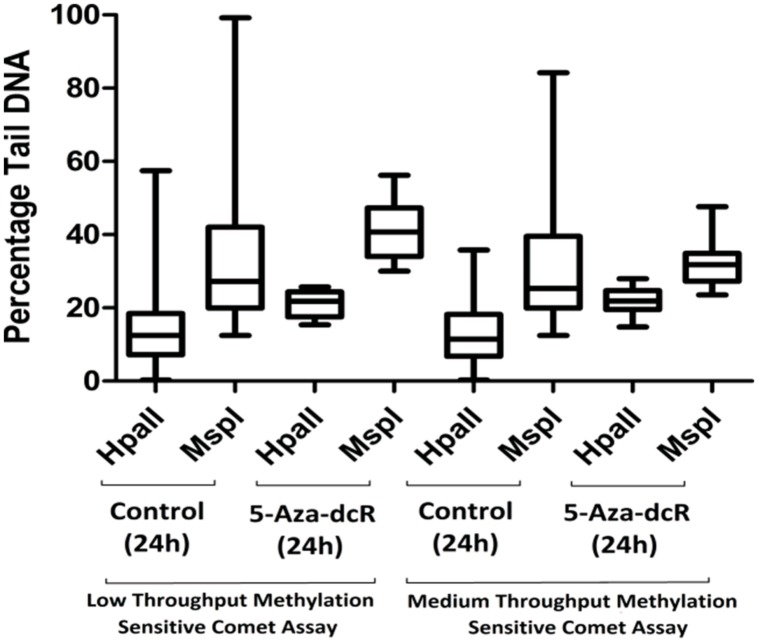 Percentage Tail DNA
100
80
60
40
20
0
HpaII MspI HpaII MspI HpaII MspI HpaII MspI
Control 5-Aza-dcR Control 5-Aza-dcR
(24h) (24h) (24h) (24h)
Low Throughput Methylation Medium Throughput Methylation
Sensitive Comet Assay Sensitive Comet Assay